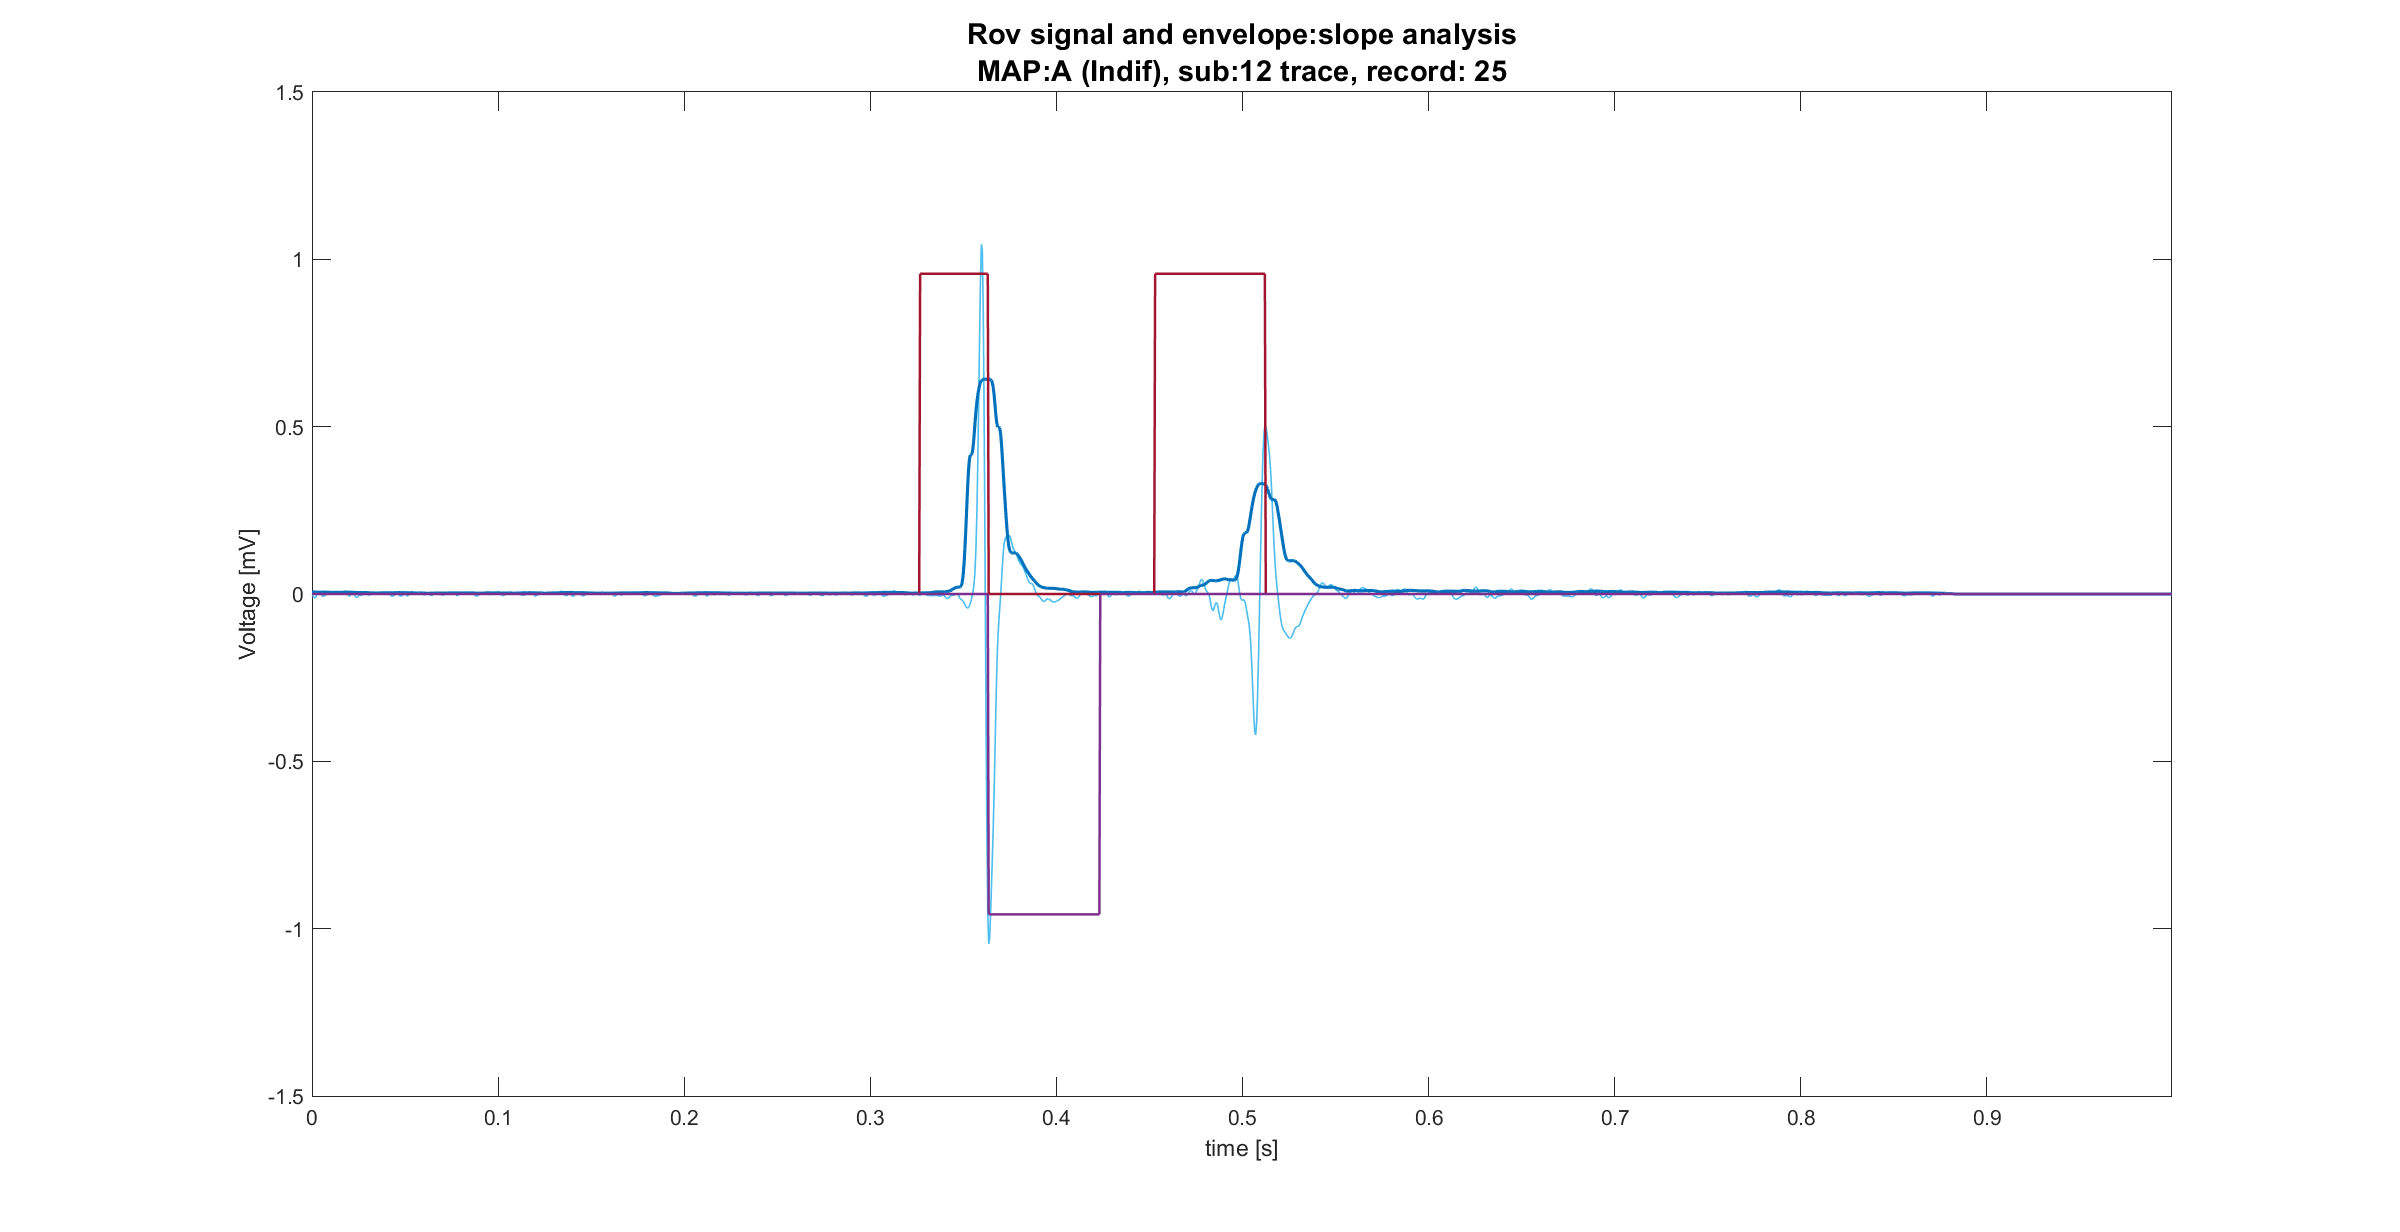 Rov signal and envelope:slope analysis
MAP:A (Indif), sub:12 trace, record: 25
1.5
1
0.5
0
-0.5
-1
-1.5
Voltage [mV]
0 0.1 0.2 0.3 0.4 0.5 0.6 0.7 0.8 0.9
time [s]